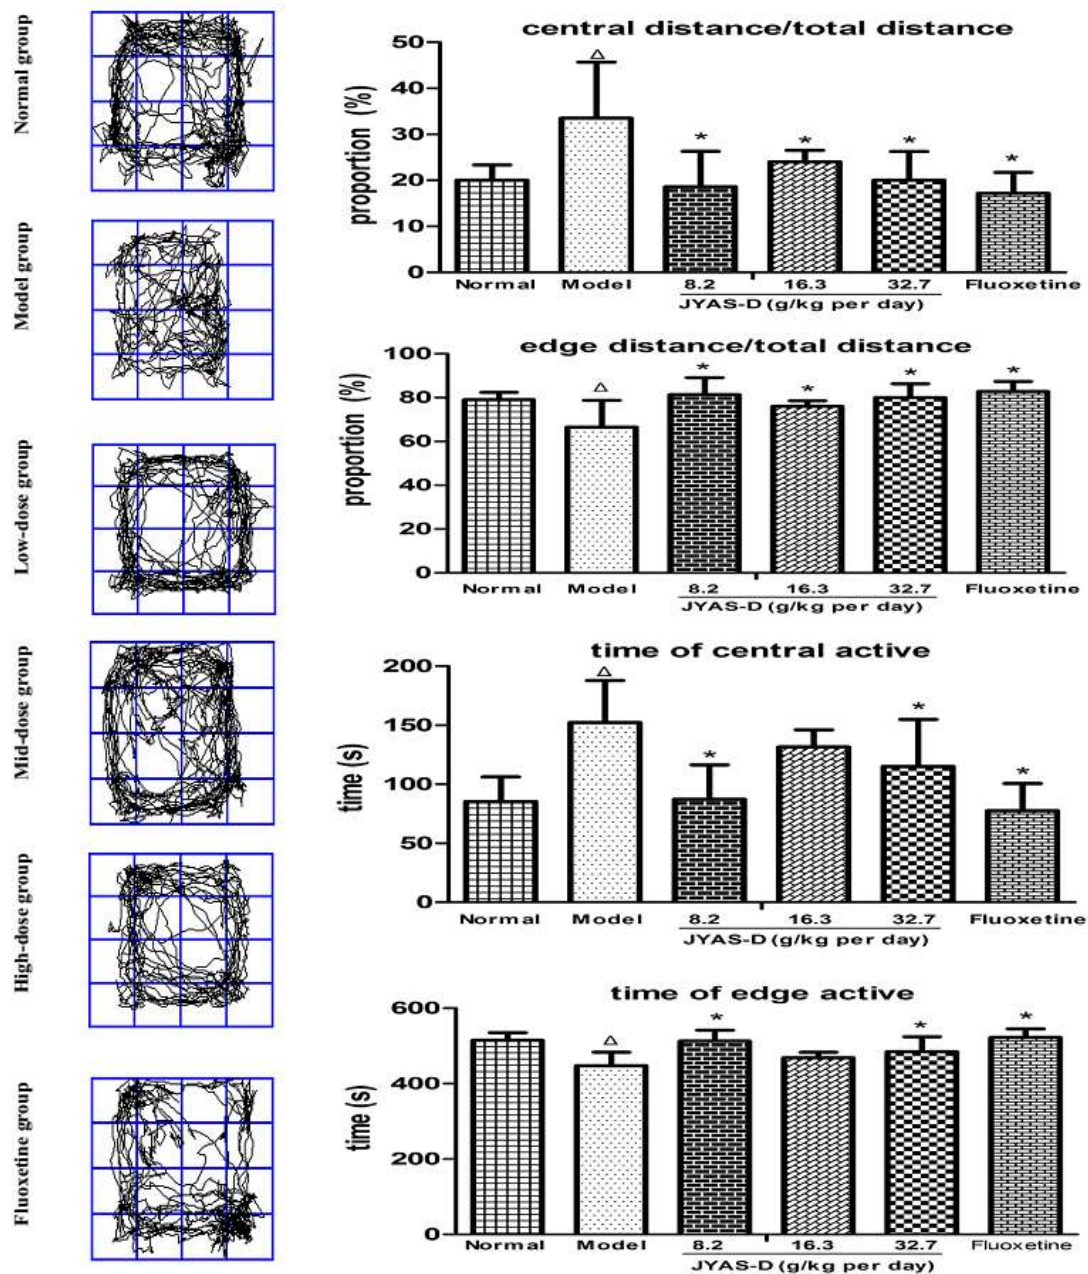 Normal group
Model group
Low-dose group
Mid-dose group
High-dose group
Fluoxetine group
central distance/total distance
proportion (%)
50
40
30
20
10
0
△
*
*
*
*
Normal Model 8.2 16.3 32.7 Fluoxetine
JYAS-D (g/kg per day)
edge distance/total distance
proportion (%)
100
80
60
40
20
0
△
*
*
*
*
Normal Model 8.2 16.3 32.7 Fluoxetine
JYAS-D (g/kg per day)
time of central active
time (s)
200
150
100
50
0
△
*
*
*
Normal Model 8.2 16.3 32.7 Fluoxetine
JYAS-D (g/kg per day)
time of edge active
time (s)
600
400
200
0
△
*
*
*
Normal Model 8.2 16.3 32.7 Fluoxetine
JYAS-D (g/kg per day)